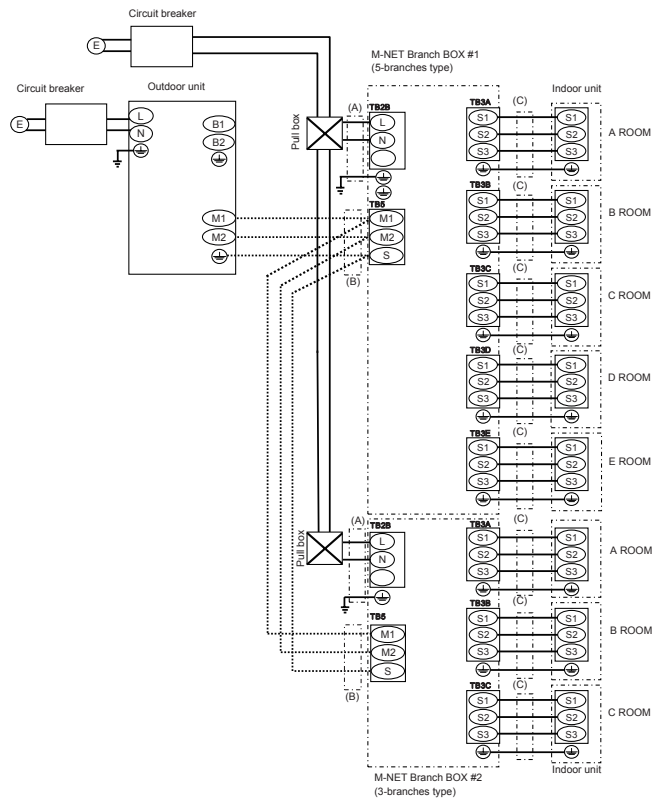 Circuit breaker
E
M-NET Branch BOX #1
(5-branches type)
Circuit breaker
Outdoor unit
Indoor unit
E
L
N
B1
B2
M1
M2
Pull box
(A)
TB2B
L
N
TB5
M1
M2
S
(B)
TB3A
(C)
S1
S1
S2
S2
S3
S3
A ROOM
TB3B
(C)
S1
S1
S2
S2
S3
S3
B ROOM
TB3C
(C)
S1
S1
S2
S2
S3
S3
C ROOM
TB3D
(C)
S1
S1
S2
S2
S3
S3
D ROOM
TB3E
(C)
S1
S1
S2
S2
S3
S3
E ROOM
Pull box
(A)
TB2B
L
N
TB5
M1
M2
S
(B)
TB3A
(C)
S1
S1
S2
S2
S3
S3
A ROOM
TB3B
(C)
S1
S1
S2
S2
S3
S3
B ROOM
TB3C
(C)
S1
S1
S2
S2
S3
S3
C ROOM
Indoor unit
M-NET Branch BOX #2
(3-branches type)